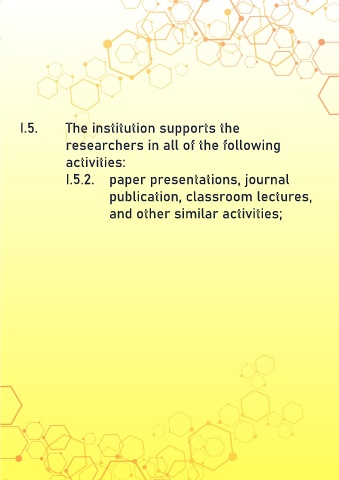 I.5. The institution supports the
researchers in all of the following
activities:
I.5.2. paper presentations, journal
publication, classroom lectures,
and other similar activities;